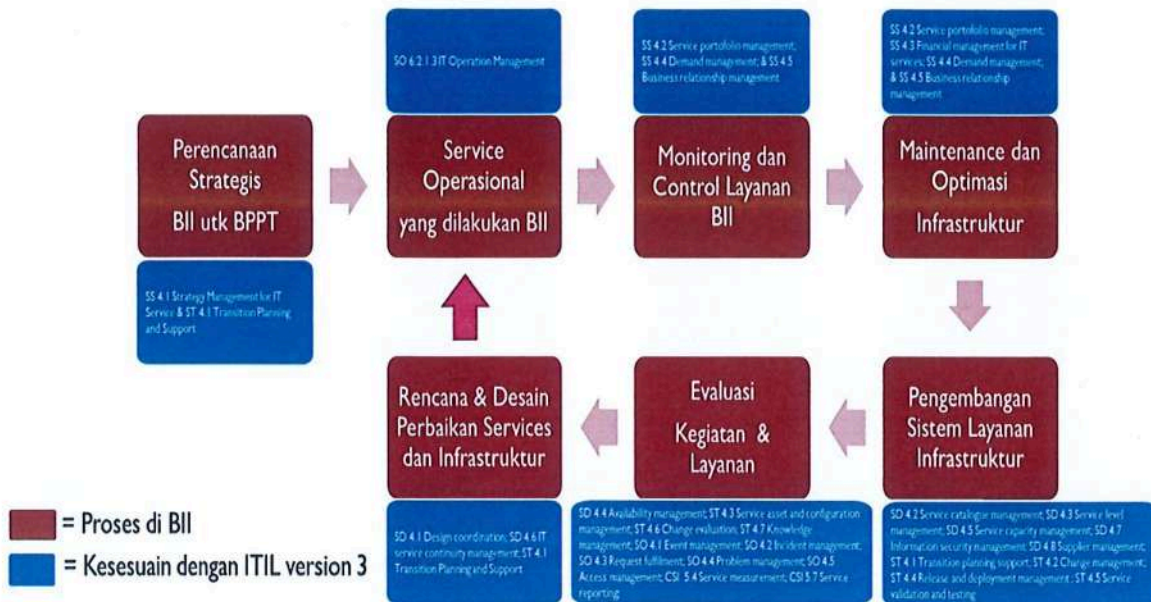 SO 6.2.1.3 IT Operation Management
SS 4.2 Service portofolio management;
SS 4.4 Demand management; & SS 4.5
Business relationship management
SS 4.2 Service portofolio management;
SS 4.3 Financial management for IT
services; SS 4.4 Demand management;
& SS 4.5 Business relationship
management
Perencanaan
Strategis
BII utk BPPT
Service
Operasional
yang dilakukan BII
Monitoring dan
Control Layanan
BII
Maintenance dan
Optimasi
Infrastruktur
SS 4.1 Strategy Management for IT
Service & ST 4.1 Transition Planning
and Support
Rencana & Desain
Perbaikan Services
dan Infrastruktur
Evaluasi
Kegiatan &
Layanan
Pengembangan
Sistem Layanan
Infrastruktur
SD 4.1 Design coordination; SD 4.6 IT
service continuity management; ST 4.1
Transition Planning and Support
SD 4.4 Availability management; ST 4.3 Service asset and configuration
management; ST 4.6 Change evaluation; ST 4.7 Knowledge
management; SO 4.1 Event management; SO 4.2 Incident management;
SO 4.3 Request fulfilment; SO 4.4 Problem management; SO 4.5
Access management; CSI 5.4 Service measurement; CSI 5.7 Service
reporting;
SD 4.2 Service catalogue management; SD 4.3 Service level
management; SD 4.5 Service capacity management; SD 4.7
Information security management; SD 4.8 Supplier management;
ST 4.1 Transition planning support; ST 4.2 Change management;
ST 4.4 Release and deployment management; ST 4.5 Service
validation and testing
= Proses di BII
= Kesesuain dengan ITIL version 3